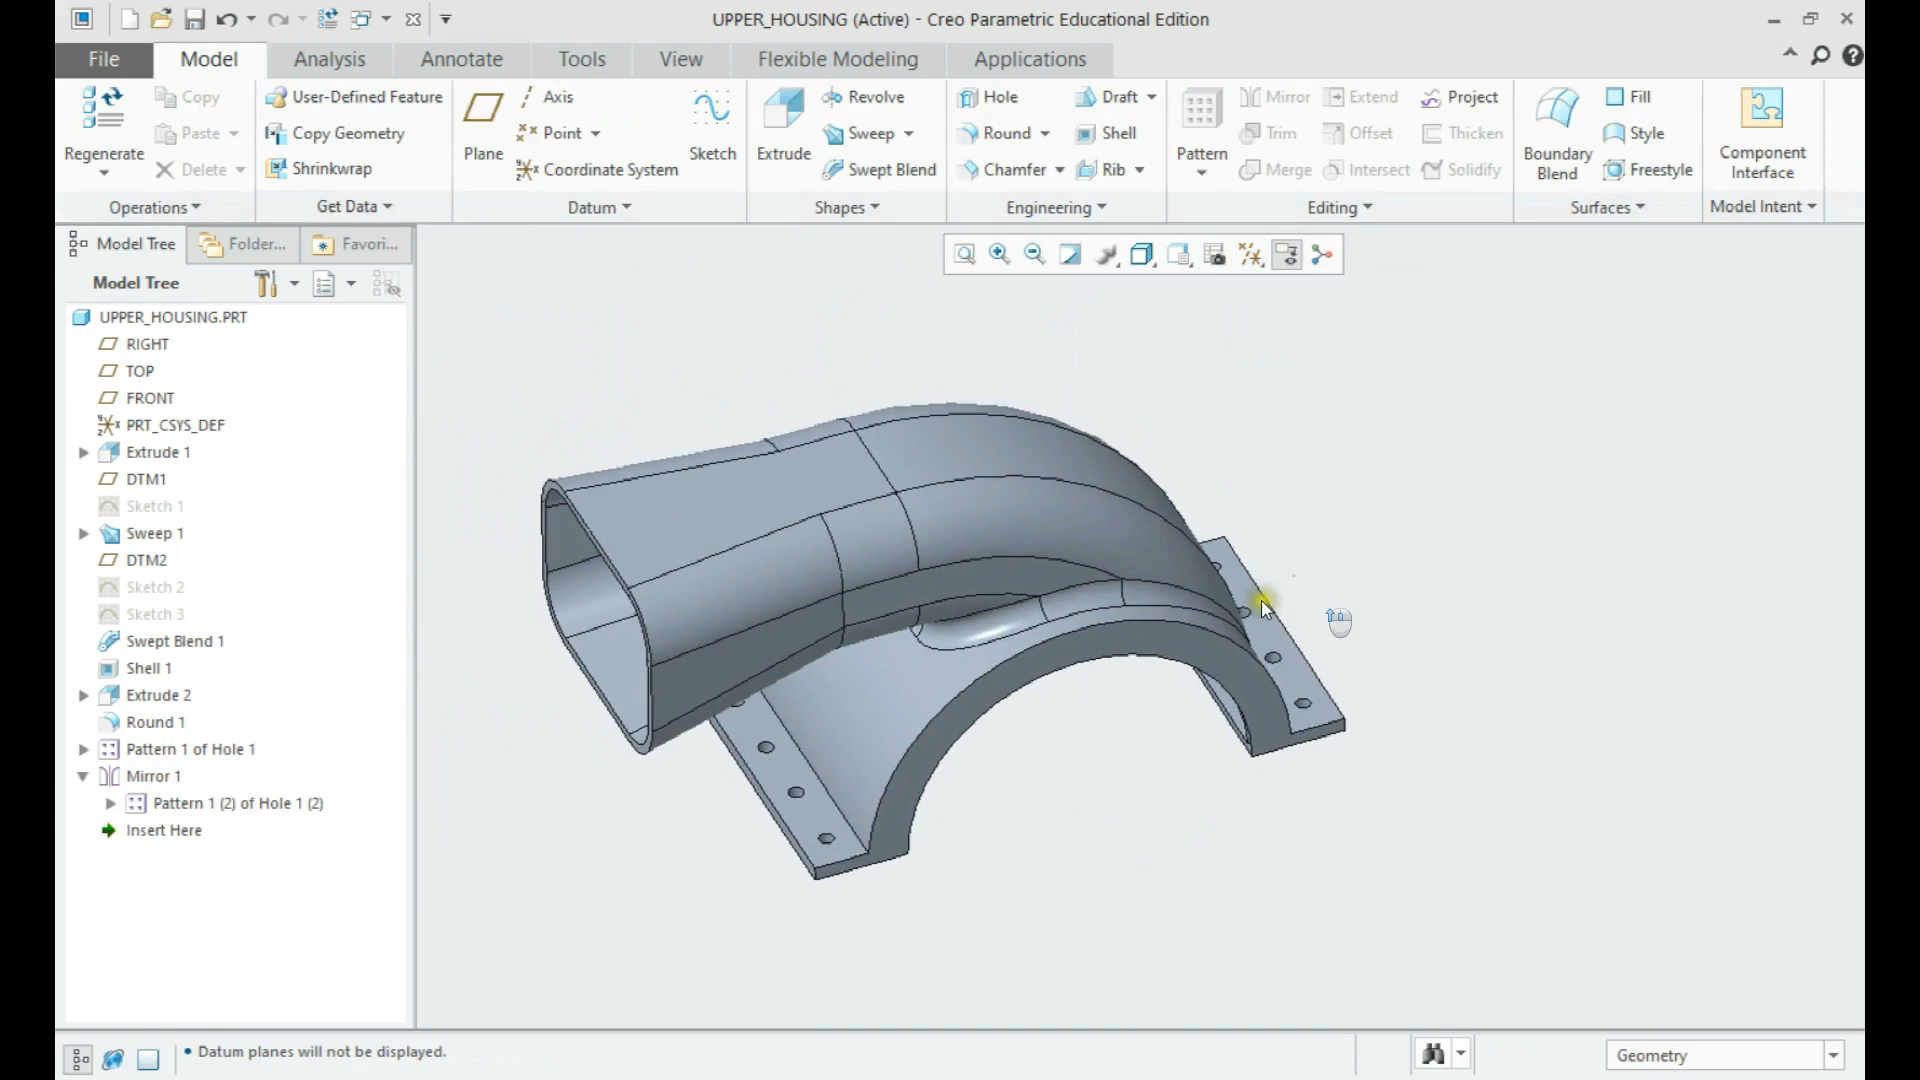 UPPER_HOUSING (Active) - Creo Parametric Educational Edition
File Model Analysis Annotate Tools View Flexible Modeling Applications
Regenerate
Copy
Paste
Delete
Operations
User-Defined Feature
Copy Geometry
Shrinkwrap
Get Data
Plane
Axis
Point
Coordinate System
Sketch
Datum
Extrude
Revolve
Sweep
Swept Blend
Shapes
Hole
Round
Chamfer
Draft
Shell
Rib
Engineering
Pattern
Mirror
Trim
Merge
Extend
Offset
Intersect
Project
Thicken
Solidify
Editing
Boundary
Blend
Fill
Style
Freestyle
Surfaces
Component
Interface
Model Intent
Model Tree Folder... Favori...
Model Tree
UPPER_HOUSING.PRT
RIGHT
TOP
FRONT
PRT_CSYS_DEF
Extrude 1
DTM1
Sketch 1
Sweep 1
DTM2
Sketch 2
Sketch 3
Swept Blend 1
Shell 1
Extrude 2
Round 1
Pattern 1 of Hole 1
Mirror 1
Pattern 1 (2) of Hole 1 (2)
Insert Here
• Datum planes will not be displayed.
Geometry